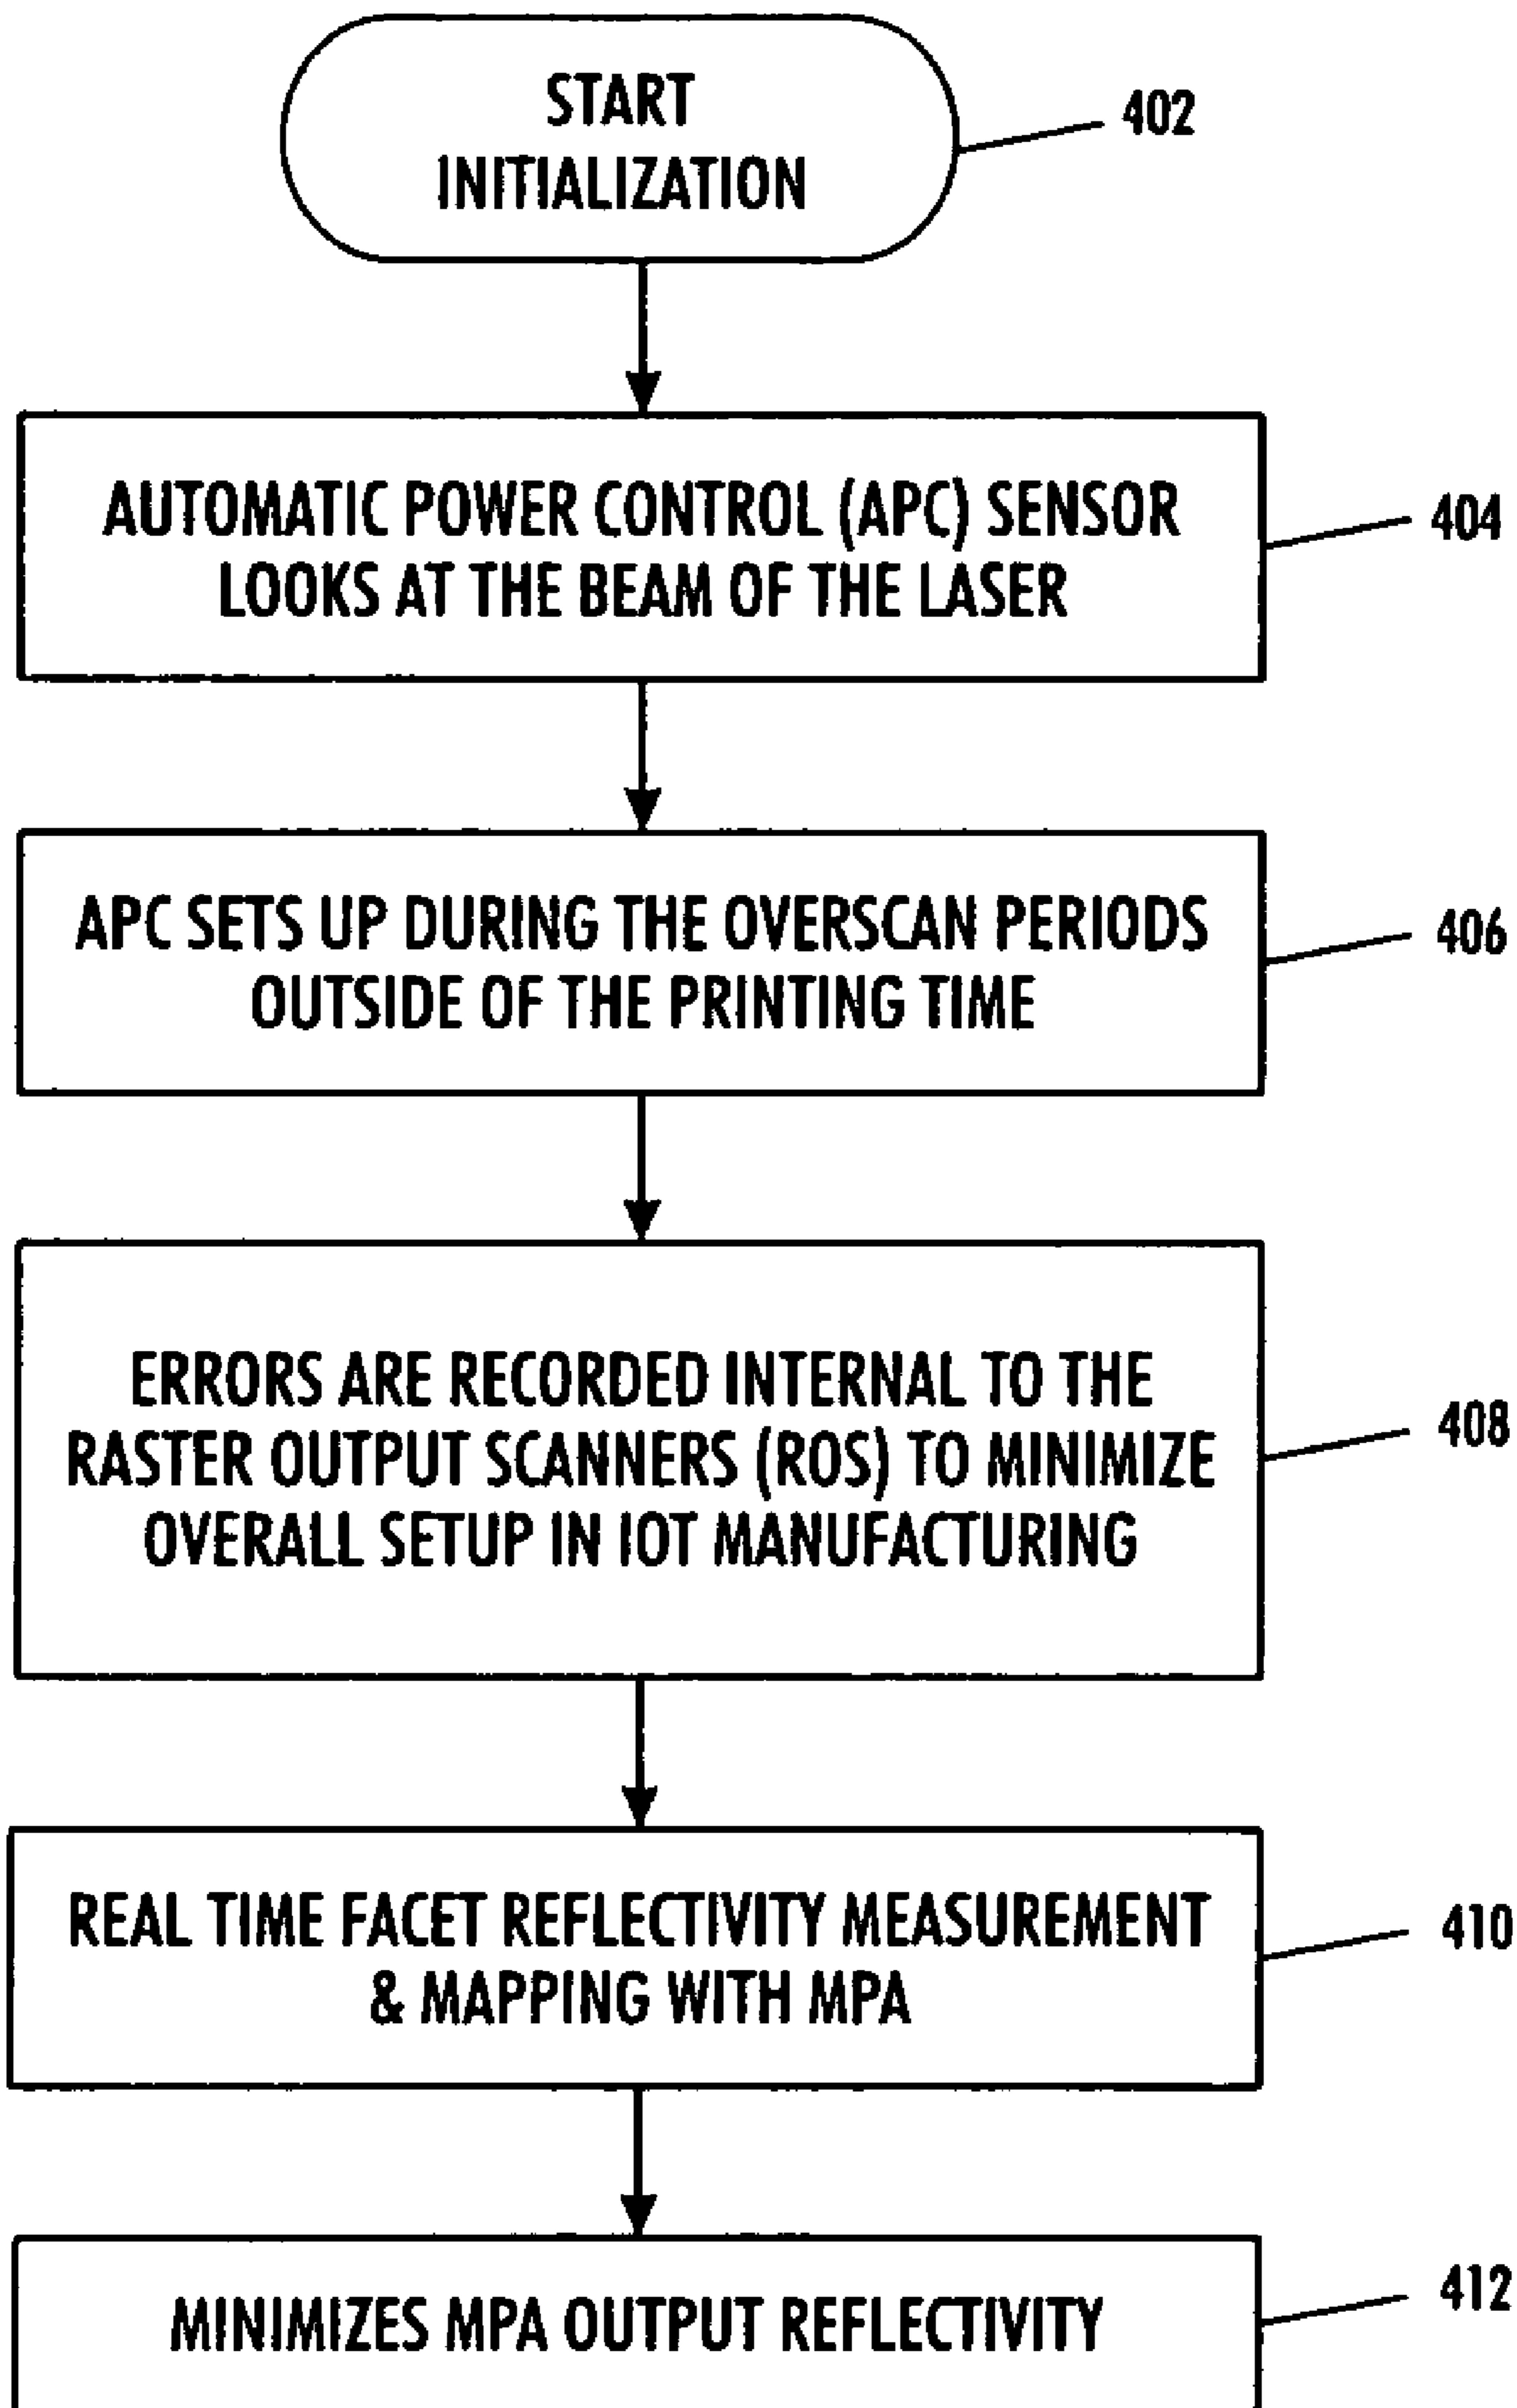 START
INITIALIZATION
402
AUTOMATIC POWER CONTROL (APC) SENSOR
LOOKS AT THE BEAM OF THE LASER
404
APC SETS UP DURING THE OVERSCAN PERIODS
OUTSIDE OF THE PRINTING TIME
406
ERRORS ARE RECORDED INTERNAL TO THE
RASTER OUTPUT SCANNERS (ROS) TO MINIMIZE
OVERALL SETUP IN IOT MANUFACTURING
408
REAL TIME FACET REFLECTIVITY MEASUREMENT
& MAPPING WITH MPA
410
MINIMIZES MPA OUTPUT REFLECTIVITY
412